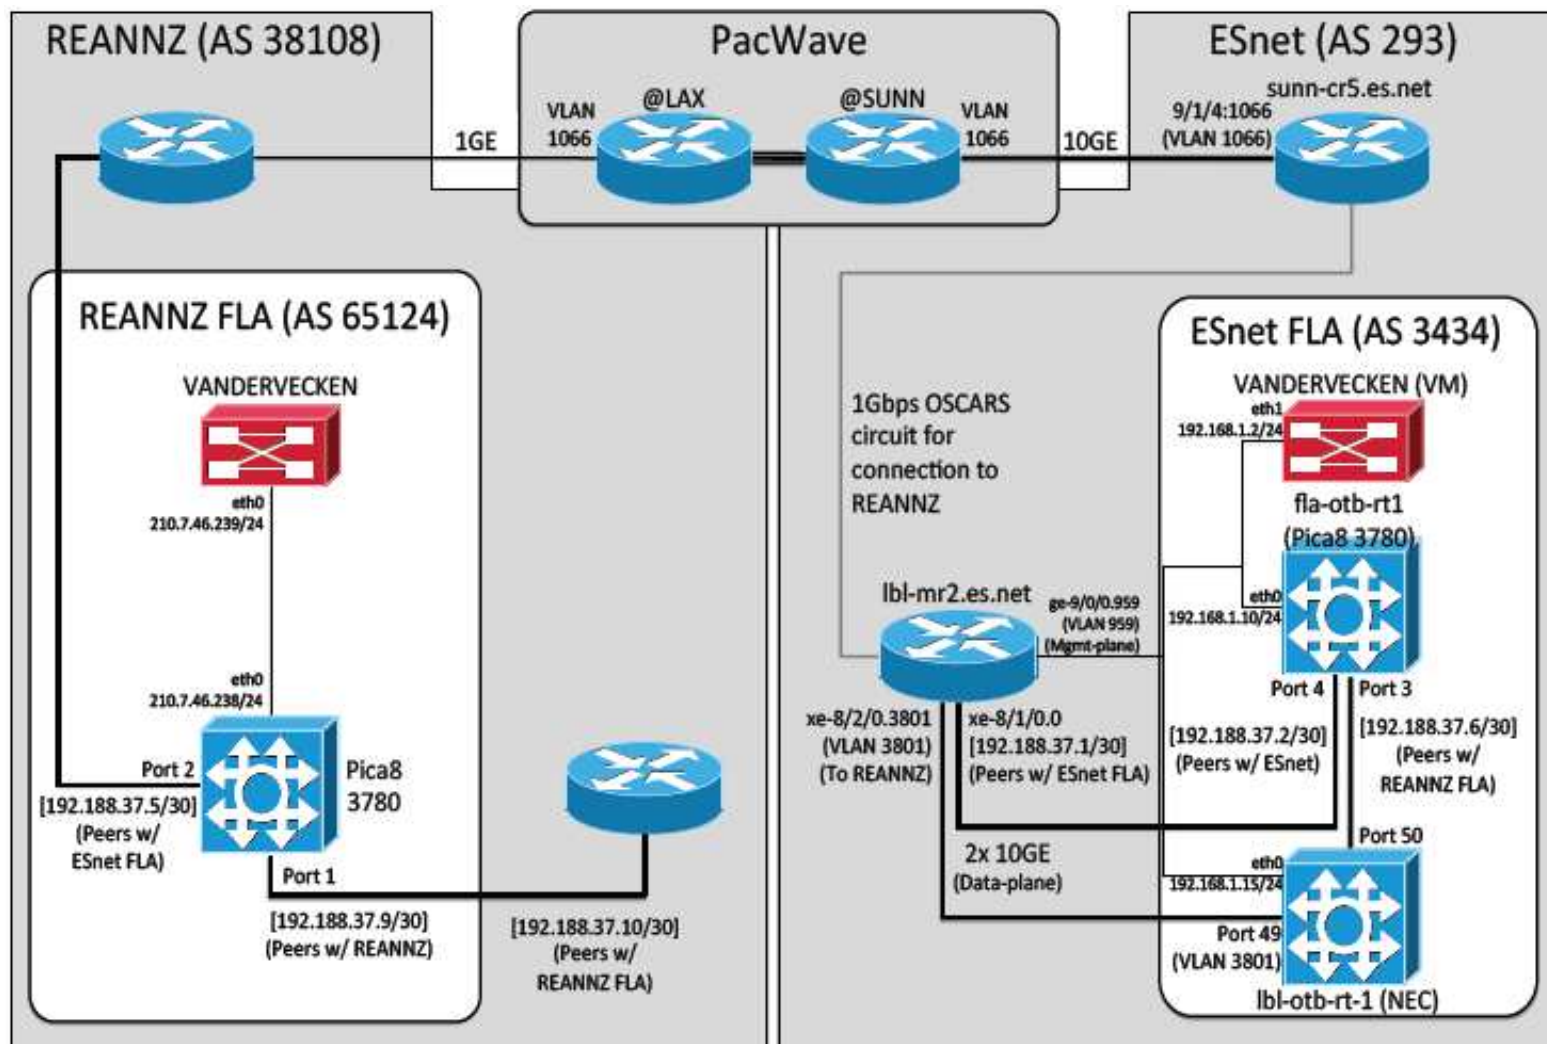 REANNZ (AS 38108)
PacWave
ESnet (AS 293)
sunn-cr5.es.net
@LAX
@SUNN
VLAN
1066
VLAN
1066
9/1/4:1066
(VLAN 1066)
1GE
10GE
REANNZ FLA (AS 65124)
VANDERVECKEN
eth0
210.7.46.239/24
eth0
210.7.46.238/24
Port 2
Pica8
3780
[192.188.37.5/30]
(Peers w/
ESnet FLA)
Port 1
[192.188.37.9/30]
(Peers w/ REANNZ)
[192.188.37.10/30]
(Peers w/
REANNZ FLA)
1Gbps OSCARS
circuit for
connection to
REANNZ
lbl-mr2.es.net
ge-9/0/0.959
(VLAN 959)
(Mgmt-plane)
xe-8/2/0.3801
(VLAN 3801)
(To REANNZ)
xe-8/1/0.0
[192.188.37.1/30]
(Peers w/ ESnet FLA)
2x 10GE
(Data-plane)
ESnet FLA (AS 3434)
VANDERVECKEN (VM)
eth1
192.168.1.2/24
fla-otb-rt1
(Pica8 3780)
eth0
192.168.1.10/24
Port 4
Port 3
[192.188.37.2/30]
(Peers w/ ESnet)
[192.188.37.6/30]
(Peers w/
REANNZ FLA)
Port 50
eth0
192.168.1.15/24
Port 49
(VLAN 3801)
lbl-otb-rt-1 (NEC)